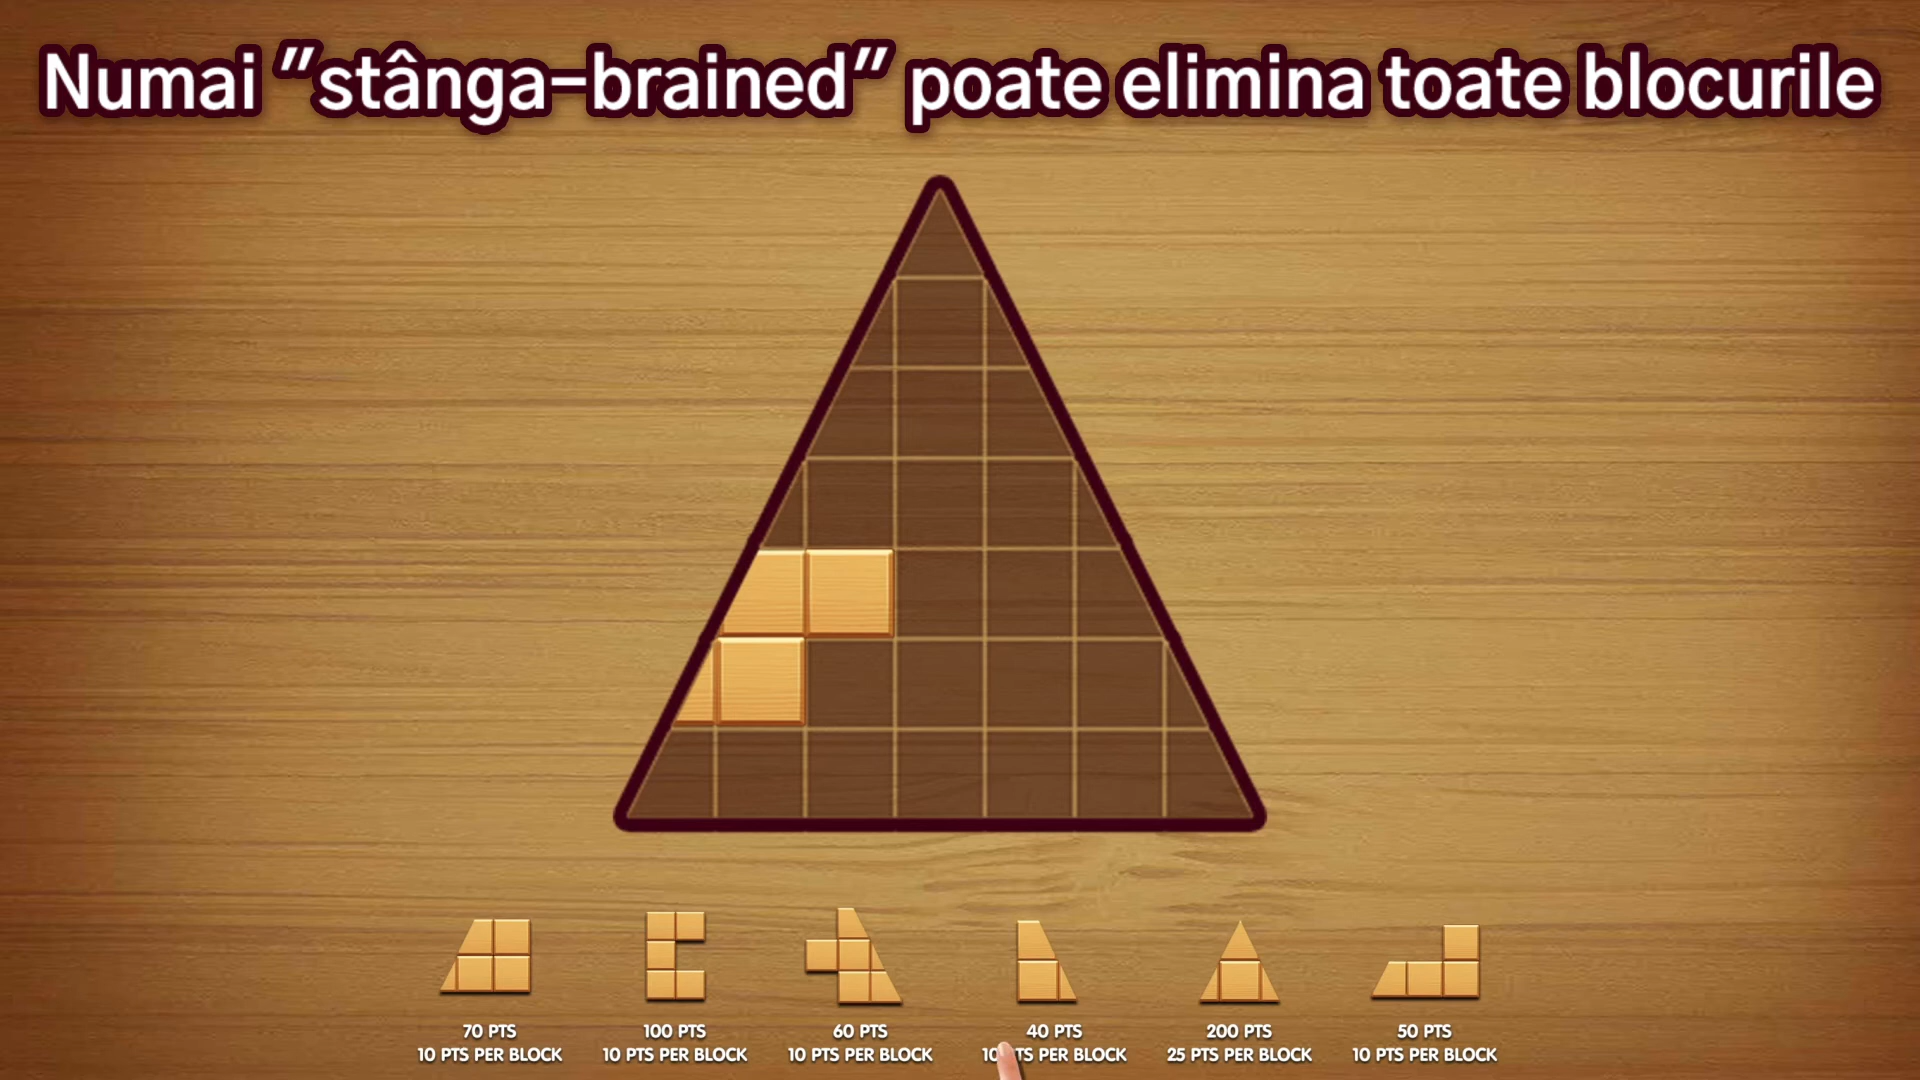 Numai "stânga-brained" poate elimina toate blocurile
70 PTS
10 PTS PER BLOCK
100 PTS
10 PTS PER BLOCK
60 PTS
10 PTS PER BLOCK
40 PTS
10 PTS PER BLOCK
200 PTS
25 PTS PER BLOCK
50 PTS
10 PTS PER BLOCK